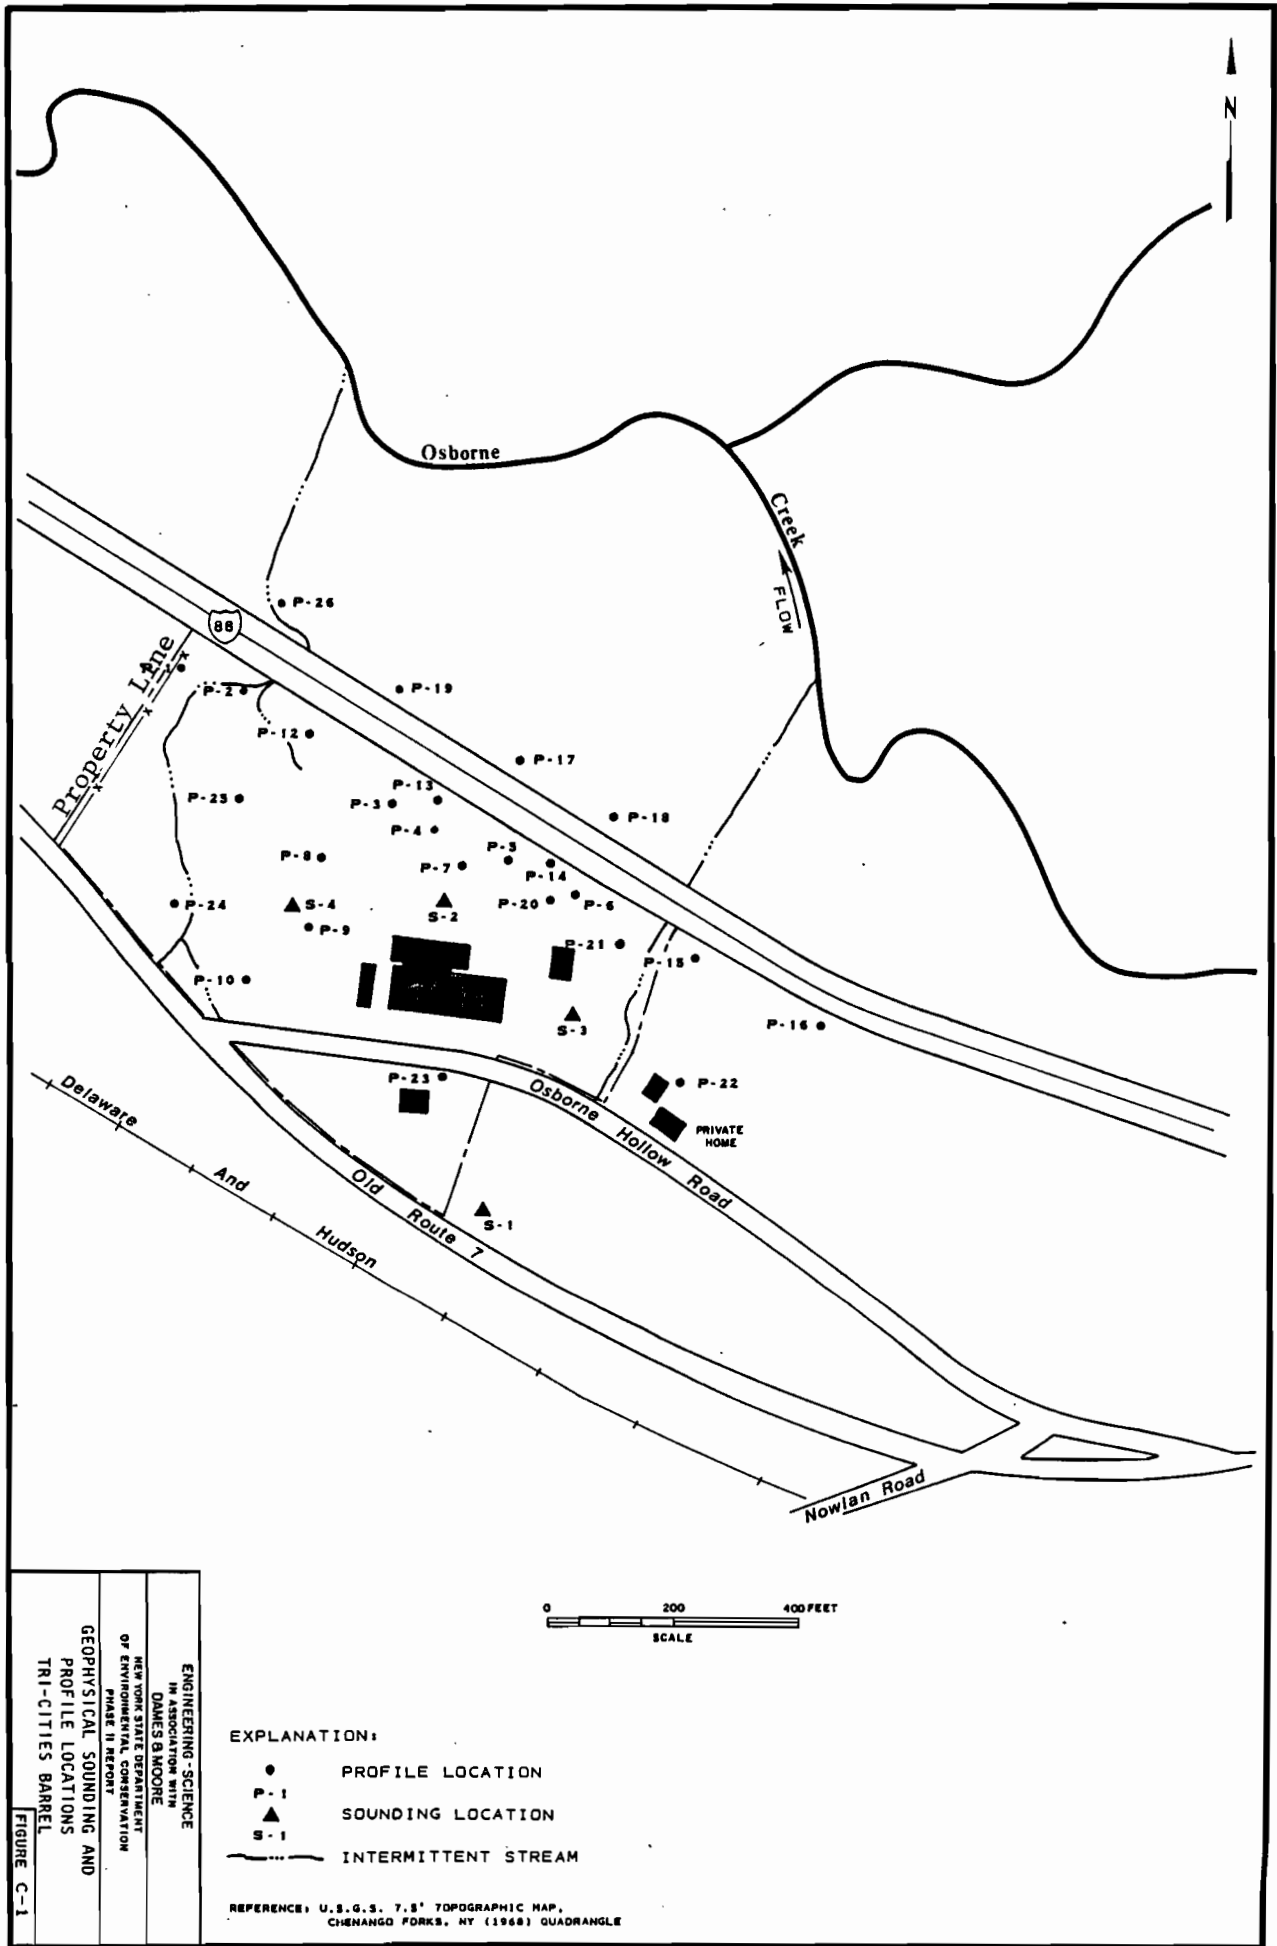 N
Osborne
Creek
FLOW
P-26
88
Property Line
P-2
P-19
P-12
P-17
P-13
P-25
P-3
P-18
P-4
P-5
P-8
P-7
P-14
P-24
S-4
S-2
P-20
P-6
P-9
P-21
P-15
P-10
S-3
P-16
P-23
Osborne Hollow Road
P-22
PRIVATE
HOME
Delaware And Hudson
Old Route 7
S-1
Nowlan Road
0 200 400 FEET
SCALE
ENGINEERING-SCIENCE
IN ASSOCIATION WITH
DAMES & MOORE
NEW YORK STATE DEPARTMENT
OF ENVIRONMENTAL CONSERVATION
PHASE II REPORT
GEOPHYSICAL SOUNDING AND
PROFILE LOCATIONS
TRI-CITIES BARREL
FIGURE C-1
EXPLANATION:
PROFILE LOCATION
P-1
SOUNDING LOCATION
S-1
INTERMITTENT STREAM
REFERENCE: U.S.G.S. 7.5' TOPOGRAPHIC MAP,
CHENANGO FORKS, NY (1968) QUADRANGLE